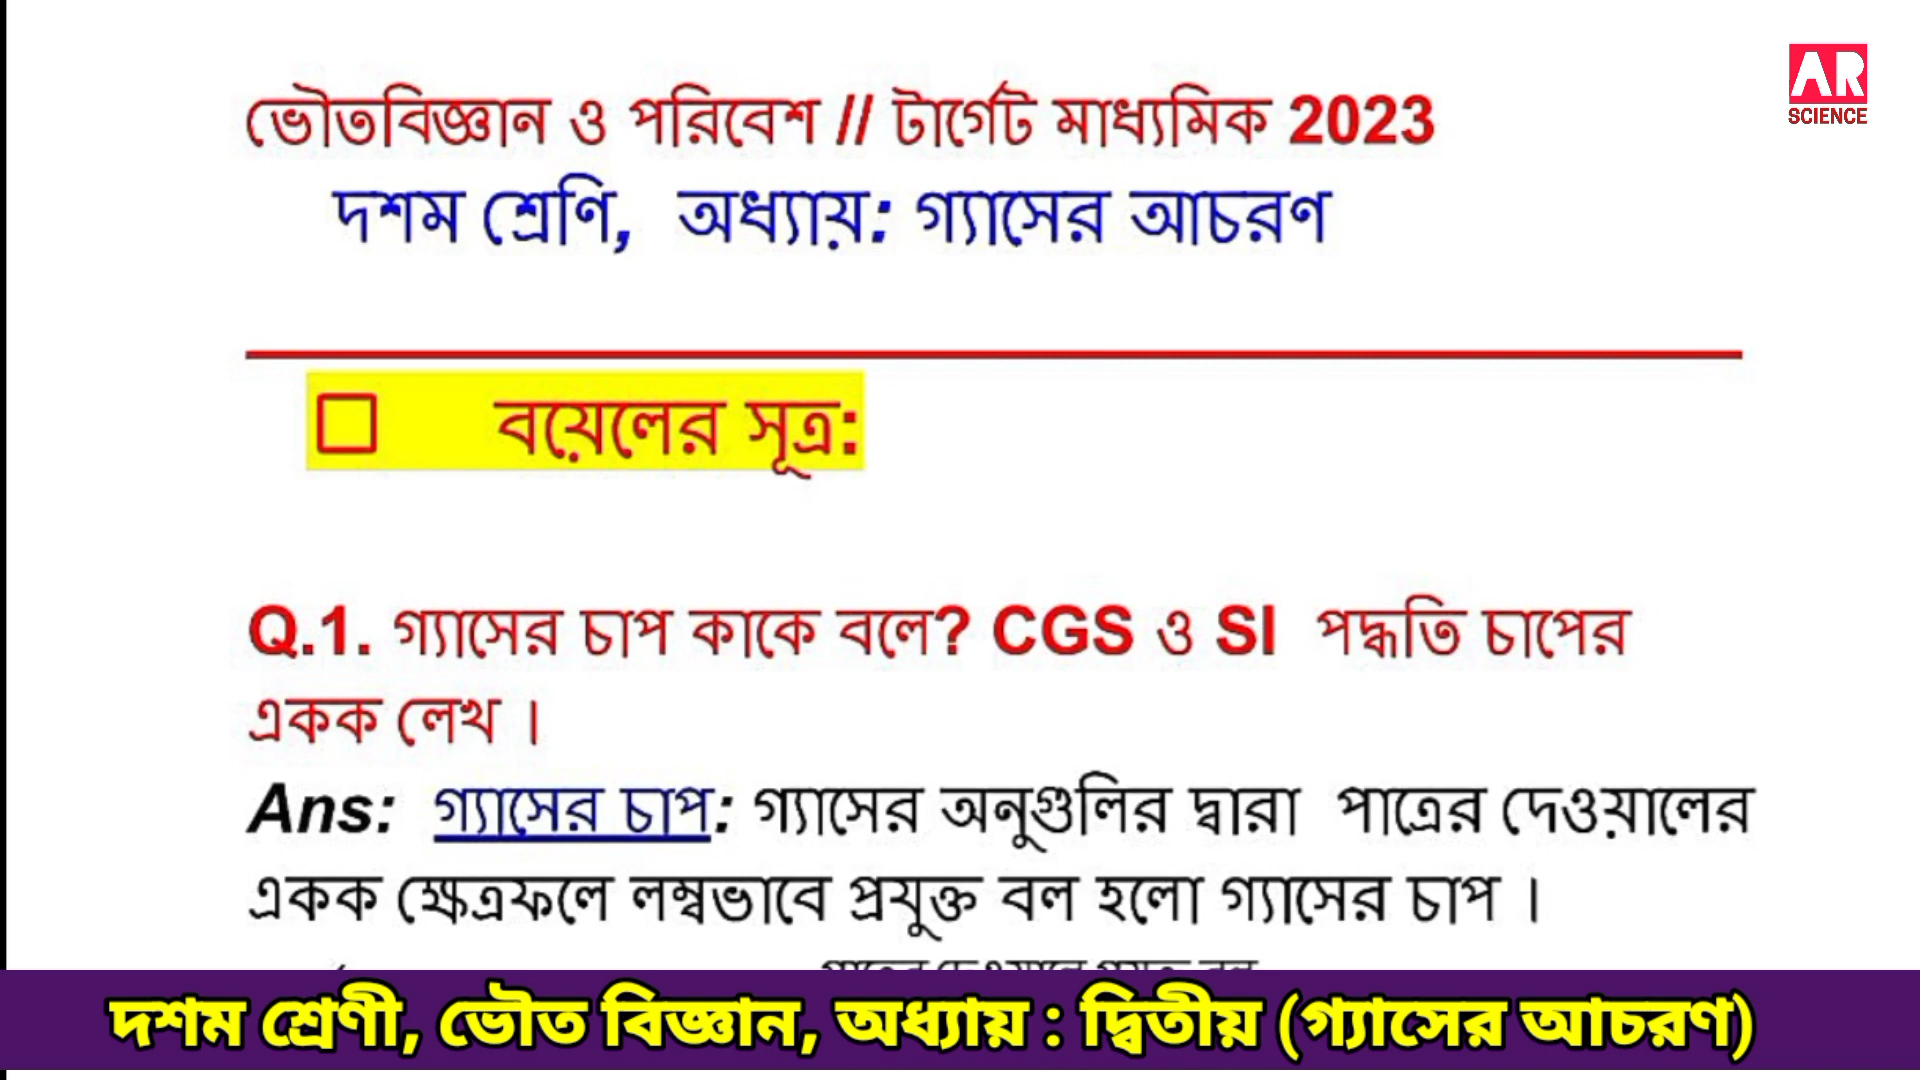 AR
SCIENCE
ভৌতবিজ্ঞান ও পরিবেশ // টার্গেট মাধ্যমিক 2023
দশম শ্রেণি, অধ্যায়: গ্যাসের আচরণ
বয়েলের সূত্র:
Q.1. গ্যাসের চাপ কাকে বলে? CGS ও SI পদ্ধতি চাপের
একক লেখ ।
Ans: গ্যাসের চাপ: গ্যাসের অনুগুলির দ্বারা পাত্রের দেওয়ালের
একক ক্ষেত্রফলে লম্বভাবে প্রযুক্ত বল হলো গ্যাসের চাপ ।
দশম শ্রেণী, ভৌত বিজ্ঞান, অধ্যায় : দ্বিতীয় (গ্যাসের আচরণ)